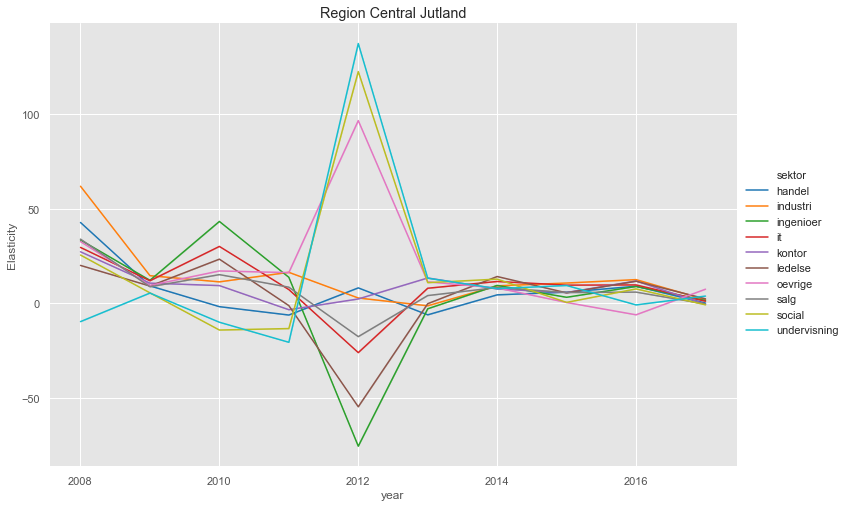 Region Central Jutland
100
50
0
−50
Elasticity
2008
2010
2012
2014
2016
year
sektor
handel
industri
ingenioer
it
kontor
ledelse
oevrige
salg
social
undervisning